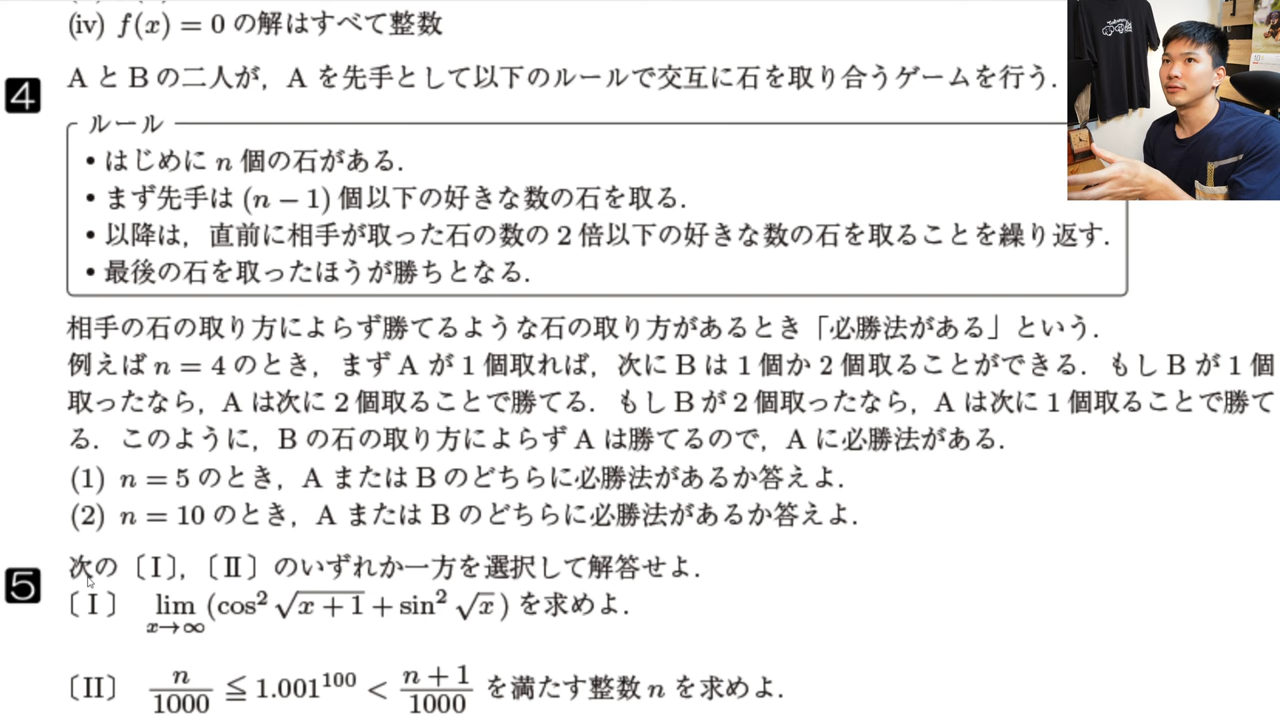 (iv) f(x) = 0 の解はすべて整数
4 AとBの二人が，Aを先手として以下のルールで交互に石を取り合うゲームを行う．
ルール
• はじめに n 個の石がある．
• まず先手は (n − 1) 個以下の好きな数の石を取る．
• 以降は，直前に相手が取った石の数の 2 倍以下の好きな数の石を取ることを繰り返す．
• 最後の石を取ったほうが勝ちとなる．
相手の石の取り方によらず勝てるような石の取り方があるとき「必勝法がある」という．
例えば n = 4 のとき，まず A が 1 個取れば，次に B は 1 個か 2 個取ることができる．もし B が 1 個
取ったなら，A は次に 2 個取ることで勝てる．もし B が 2 個取ったなら，A は次に 1 個取ることで勝て
る．このように，B の石の取り方によらず A は勝てるので，A に必勝法がある．
(1) n = 5 のとき，A または B のどちらに必勝法があるか答えよ．
(2) n = 10 のとき，A または B のどちらに必勝法があるか答えよ．
5 次の〔I〕，〔II〕のいずれか一方を選択して解答せよ．
〔I〕 lim_{x→∞} (cos² √(x + 1) + sin² √x) を求めよ．
〔II〕 n/1000 ≦ 1.001¹⁰⁰ < (n + 1)/1000 を満たす整数 n を求めよ．